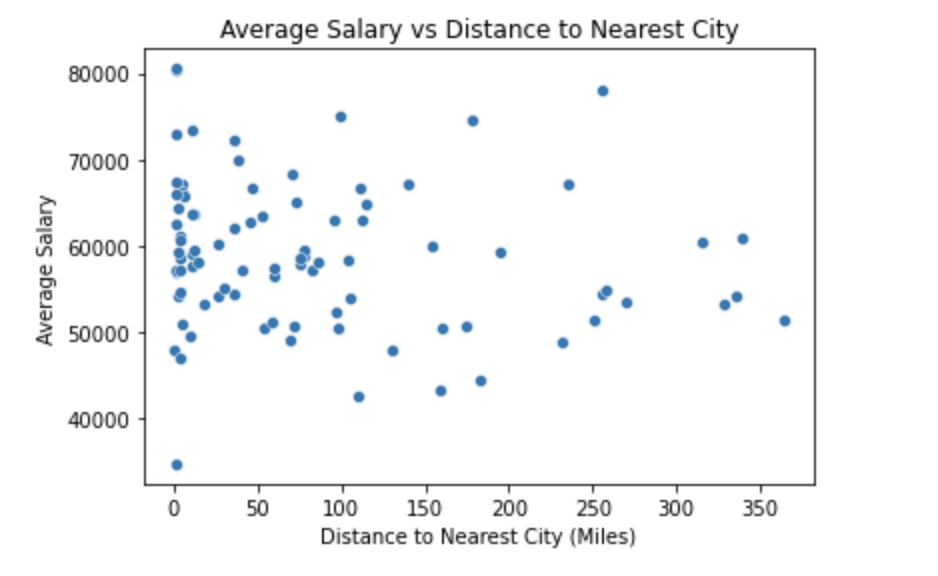 Average Salary vs Distance to Nearest City
80000
70000
60000
50000
40000
Average Salary
0 50 100 150 200 250 300 350
Distance to Nearest City (Miles)